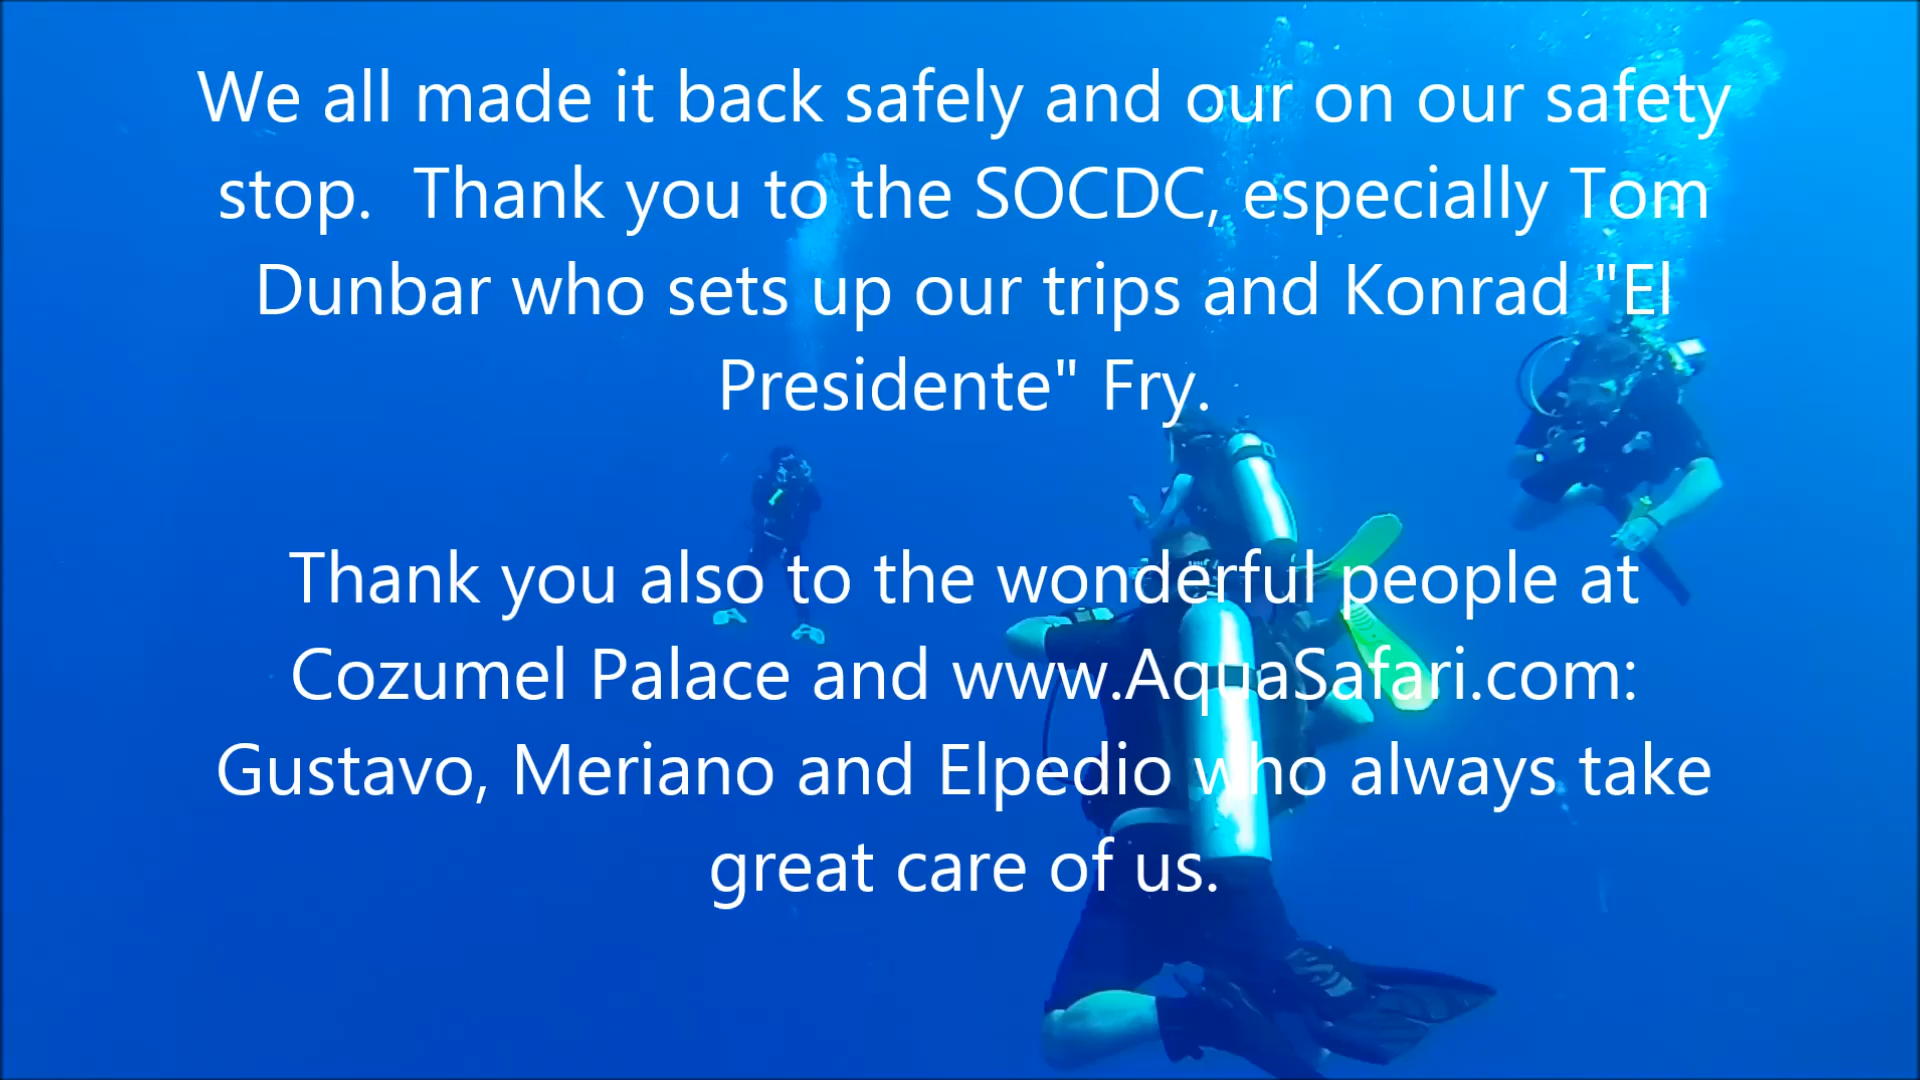 We all made it back safely and our on our safety
stop.  Thank you to the SOCDC, especially Tom
Dunbar who sets up our trips and Konrad "El
Presidente" Fry.
Thank you also to the wonderful people at
Cozumel Palace and www.AquaSafari.com:
Gustavo, Meriano and Elpedio who always take
great care of us.